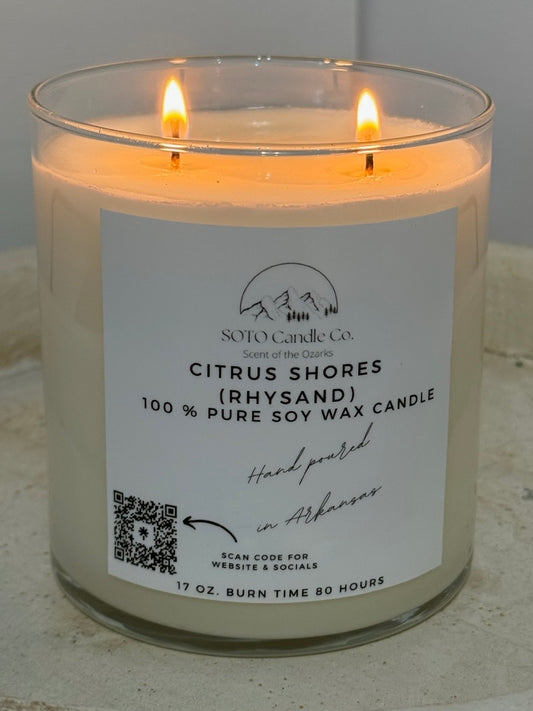 SOTO Candle Co.
Scent of the Ozarks
CITRUS SHORES
(RHYSAND)
100 % PURE SOY WAX CANDLE
Hand poured
in Arkansas
SCAN CODE FOR
WEBSITE & SOCIALS
17 OZ. BURN TIME 80 HOURS